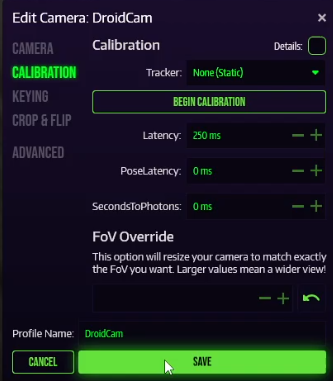 Edit Camera: DroidCam
×
CAMERA
CALIBRATION
KEYING
CROP & FLIP
ADVANCED
Calibration
Details:
Tracker: None (Static)
BEGIN CALIBRATION
Latency: 250 ms
PoseLatency: 0 ms
SecondsToPhotons: 0 ms
FoV Override
This option will resize your camera to match exactly
the FoV you want. Larger values mean a wider view!
Profile Name: DroidCam
CANCEL
SAVE